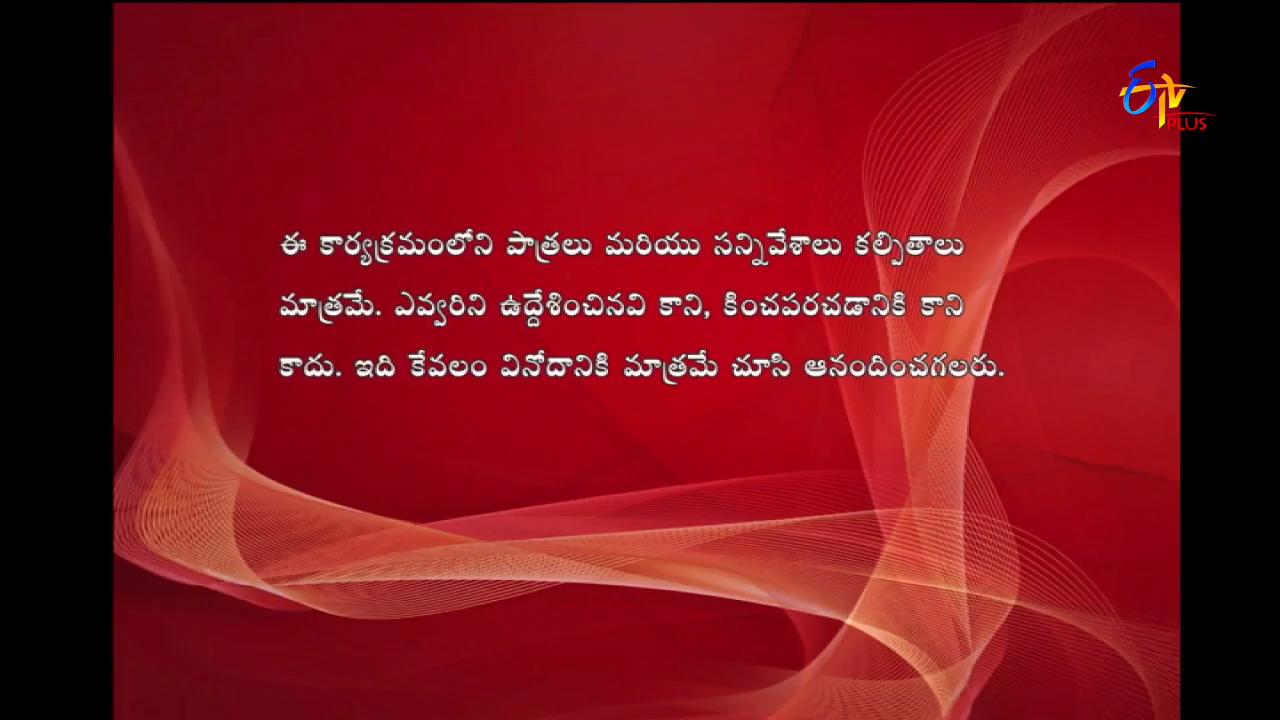 ETV
PLUS
ఈ కార్యక్రమంలోని పాత్రలు మరియు సన్నివేశాలు కల్పితాలు
మాత్రమే. ఎవ్వరిని ఉద్దేశించినవి కాని, కించపరచడానికి కాని
కాదు. ఇది కేవలం వినోదానికి మాత్రమే చూసి ఆనందించగలరు.